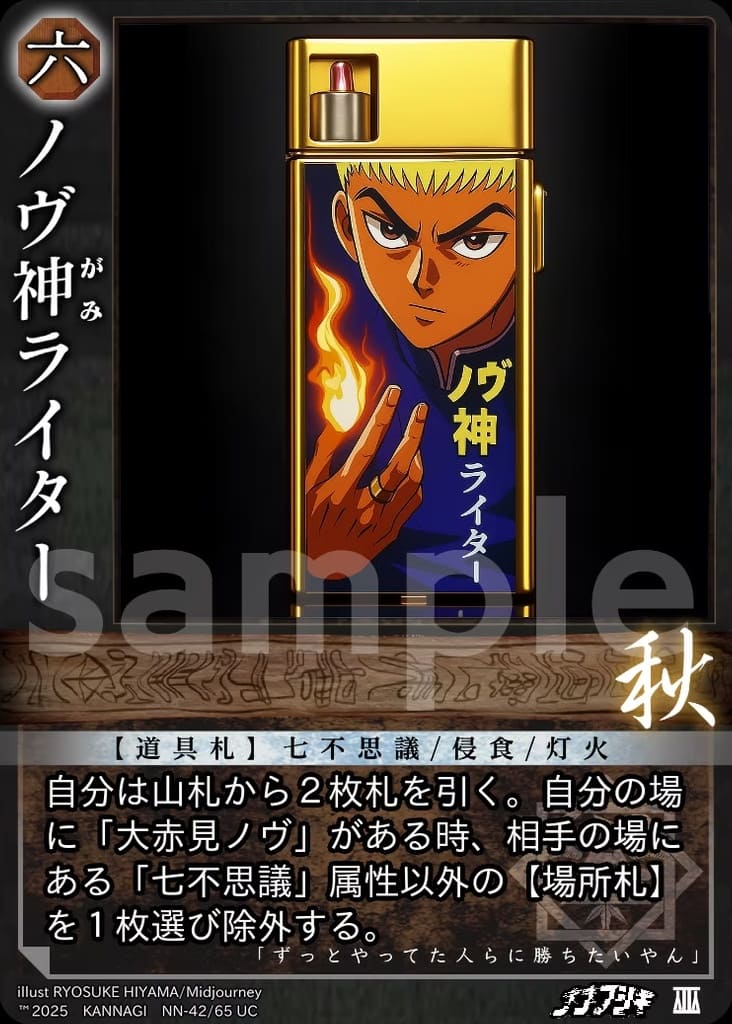 六
ノヴ神ライター
がみ
ノヴ
神
ライター
sample
秋
【道具札】七不思議/侵食/灯火
自分は山札から２枚札を引く。自分の場
に「大赤見ノヴ」がある時、相手の場に
ある「七不思議」属性以外の【場所札】
を１枚選び除外する。
「ずっとやってた人らに勝ちたいやん」
illust RYOSUKE HIYAMA/Midjourney
™2025 KANNAGI NN-42/65 UC